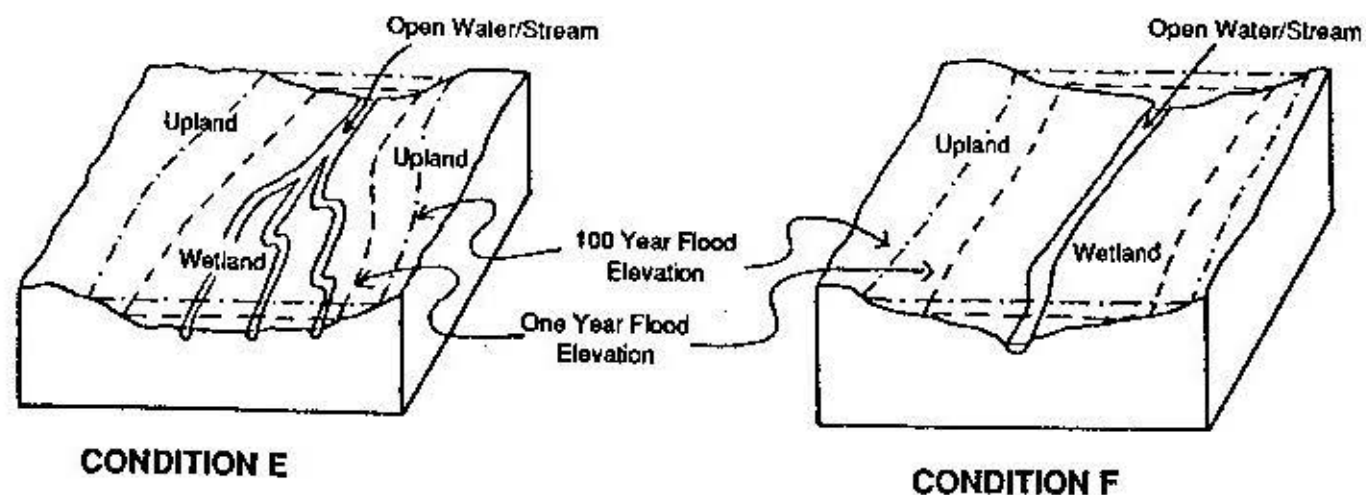 Open Water/Stream
Open Water/Stream
Upland
Upland
Upland
Wetland
Wetland
100 Year Flood
Elevation
One Year Flood
Elevation
CONDITION E
CONDITION F